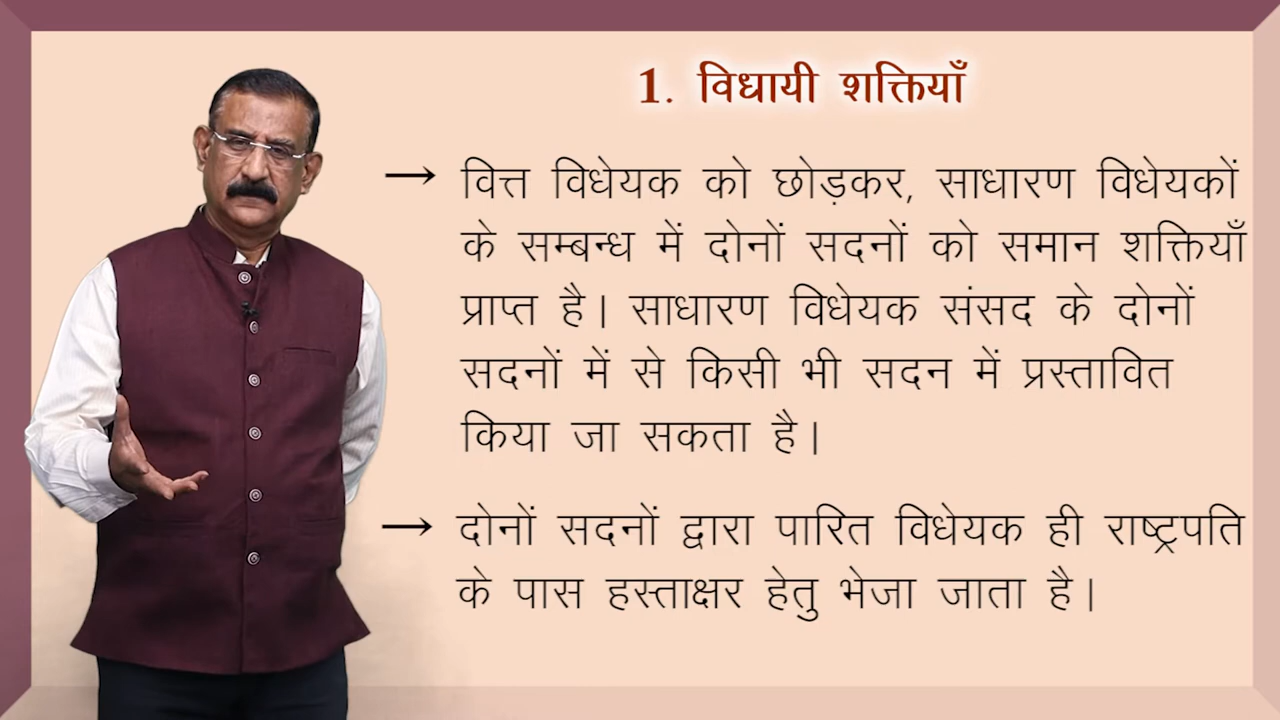 1. विधायी शक्तियाँ
→ वित्त विधेयक को छोड़कर, साधारण विधेयकों
के सम्बन्ध में दोनों सदनों को समान शक्तियाँ
प्राप्त है। साधारण विधेयक संसद के दोनों
सदनों में से किसी भी सदन में प्रस्तावित
किया जा सकता है।
→ दोनों सदनों द्वारा पारित विधेयक ही राष्ट्रपति
के पास हस्ताक्षर हेतु भेजा जाता है।